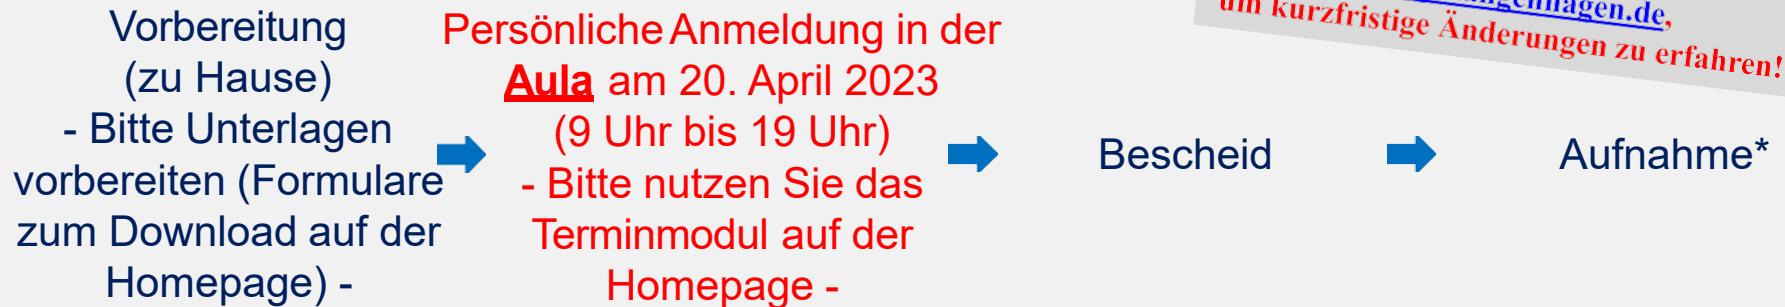 Vorbereitung
(zu Hause)
- Bitte Unterlagen
vorbereiten (Formulare
zum Download auf der
Homepage) -
Persönliche Anmeldung in der
Aula am 20. April 2023
(9 Uhr bis 19 Uhr)
- Bitte nutzen Sie das
Terminmodul auf der
Homepage -
Bescheid
Aufnahme*
um kurzfristige Änderungen zu erfahren!